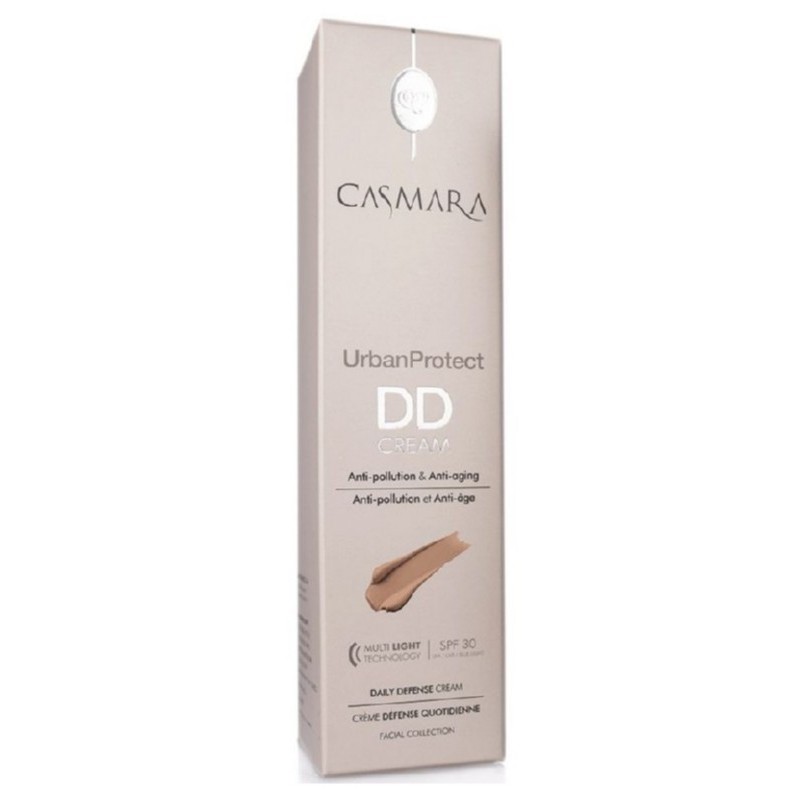 CASMARA
UrbanProtect
DD
CREAM
Anti-pollution & Anti-aging
Anti-pollution et Anti-âge
MULTI LIGHT
TECHNOLOGY
SPF 30
DAILY DEFENSE CREAM
CRÈME DÉFENSE QUOTIDIENNE
FACIAL COLLECTION